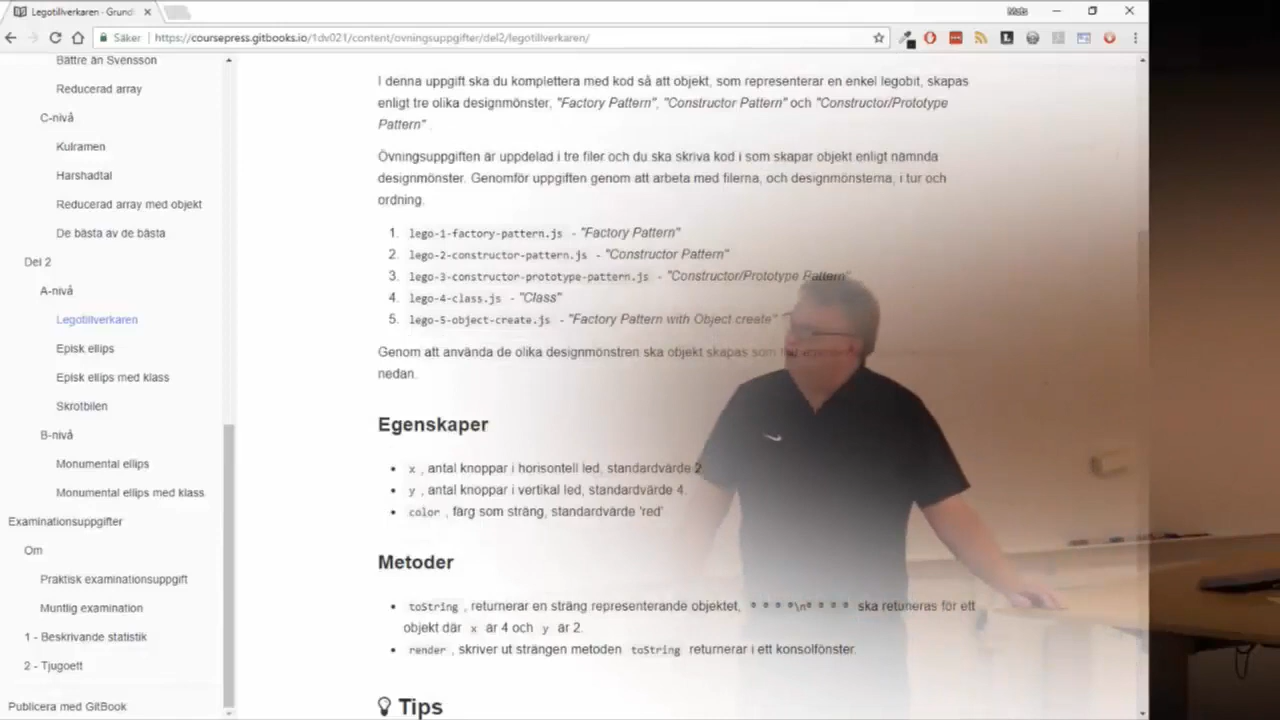 Legotillverkaren - Grund
Mats
Säker
https://coursepress.gitbooks.io/1dv021/content/ovningsuppgifter/del2/legotillverkaren/
Bättre än Svensson
Reducerad array
C-nivå
Kulramen
Harshadtal
Reducerad array med objekt
De bästa av de bästa
Del 2
A-nivå
Legotillverkaren
Episk ellips
Episk ellips med klass
Skrotbilen
B-nivå
Monumental ellips
Monumental ellips med klass
Examinationsuppgifter
Om
Praktisk examinationsuppgift
Muntlig examination
1 - Beskrivande statistik
2 - Tjugoett
Publicera med GitBook
I denna uppgift ska du komplettera med kod så att objekt, som representerar en enkel legobit, skapas
enligt tre olika designmönster, "Factory Pattern", "Constructor Pattern" och "Constructor/Prototype
Pattern" .
Övningsuppgiften är uppdelad i tre filer och du ska skriva kod i som skapar objekt enligt nämnda
designmönster. Genomför uppgiften genom att arbeta med filerna, och designmönsterna, i tur och
ordning.
1. lego-1-factory-pattern.js - "Factory Pattern"
2. lego-2-constructor-pattern.js - "Constructor Pattern"
3. lego-3-constructor-prototype-pattern.js - "Constructor/Prototype Pattern"
4. lego-4-class.js - "Class"
5. lego-5-object-create.js - "Factory Pattern with Object create"
Genom att använda de olika designmönstren ska objekt skapas som
nedan.
Egenskaper
• x , antal knoppar i horisontell led, standardvärde 2
• y , antal knoppar i vertikal led, standardvärde 4.
• color , färg som sträng, standardvärde 'red'
Metoder
• toString , returnerar en sträng representerande objektet, ° ° ° °\n° ° ° ° ska retuneras för ett
objekt där x är 4 och y är 2.
• render , skriver ut strängen metoden toString returnerar i ett konsolfönster.
Tips